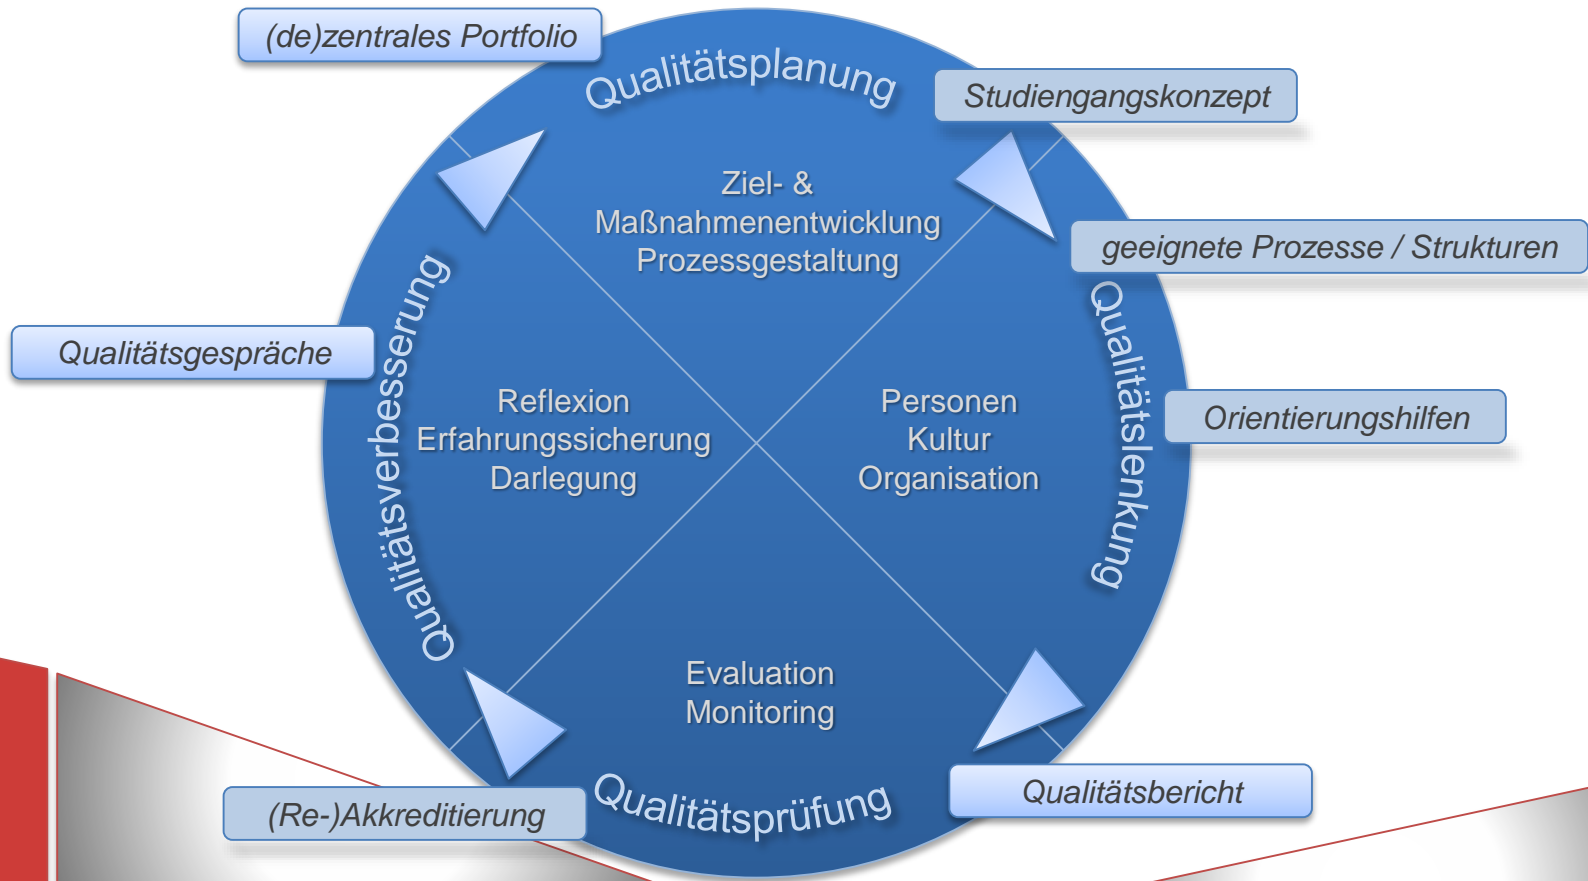 (de)zentrales Portfolio
Qualitätsplanung
Studiengangskonzept
Ziel- &
Maßnahmenentwicklung
Prozessgestaltung
geeignete Prozesse / Strukturen
Qualitätslenkung
Personen
Kultur
Organisation
Orientierungshilfen
Evaluation
Monitoring
Qualitätsprüfung
Qualitätsbericht
(Re-)Akkreditierung
Qualitätsverbesserung
Reflexion
Erfahrungssicherung
Darlegung
Qualitätsgespräche